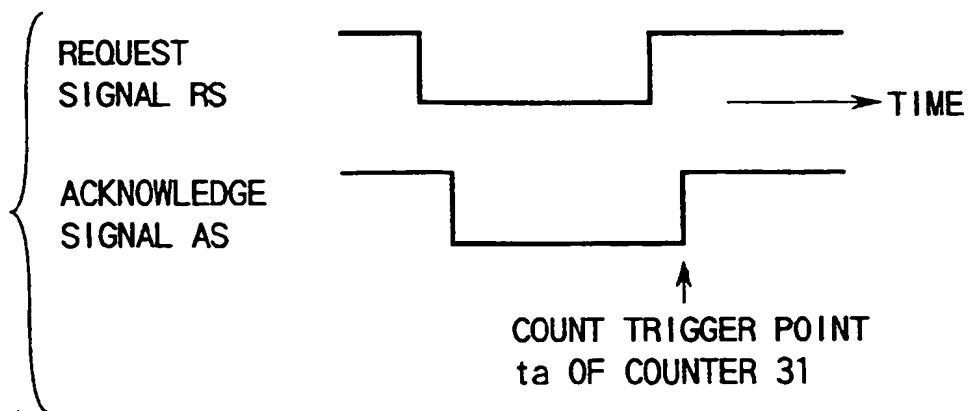 REQUEST
SIGNAL RS
TIME
ACKNOWLEDGE
SIGNAL AS
COUNT TRIGGER POINT
ta OF COUNTER 31